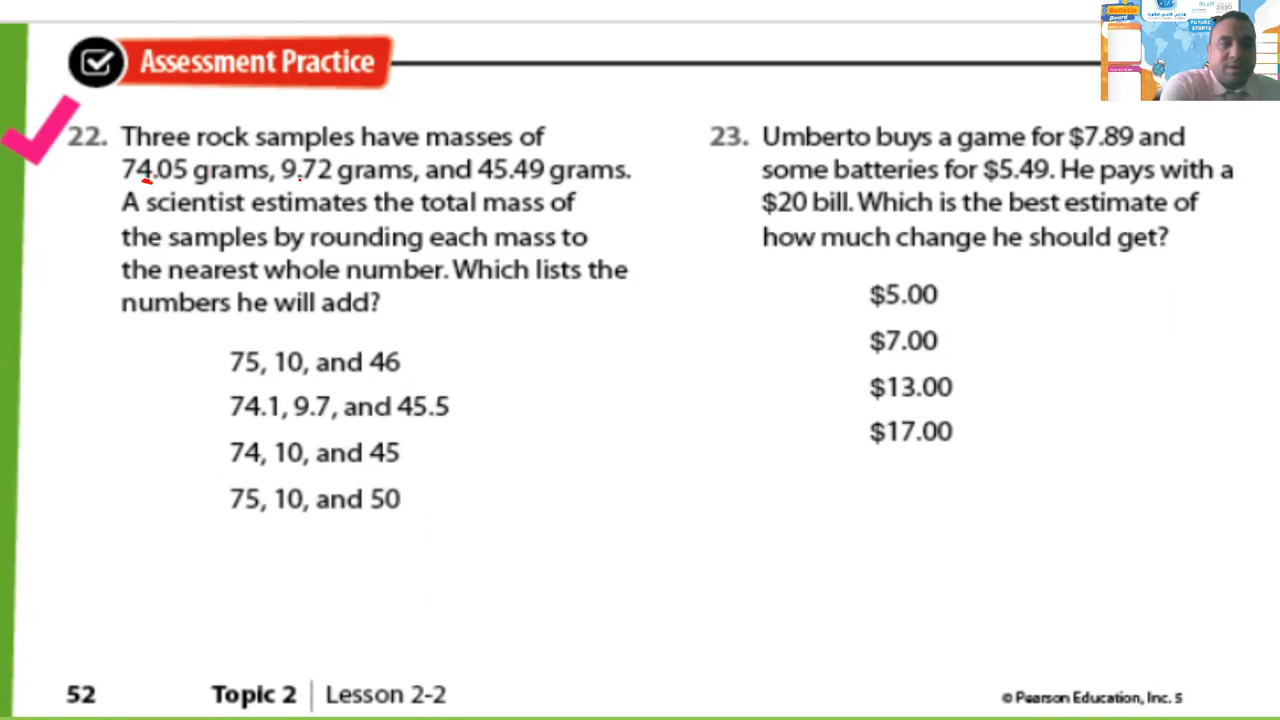 Assessment Practice
22. Three rock samples have masses of
74.05 grams, 9.72 grams, and 45.49 grams.
A scientist estimates the total mass of
the samples by rounding each mass to
the nearest whole number. Which lists the
numbers he will add?
75, 10, and 46
74.1, 9.7, and 45.5
74, 10, and 45
75, 10, and 50
23. Umberto buys a game for $7.89 and
some batteries for $5.49. He pays with a
$20 bill. Which is the best estimate of
how much change he should get?
$5.00
$7.00
$13.00
$17.00
52 Topic 2 | Lesson 2-2
© Pearson Education, Inc. 5
Bulletin
Board
FUTURE
STARTS